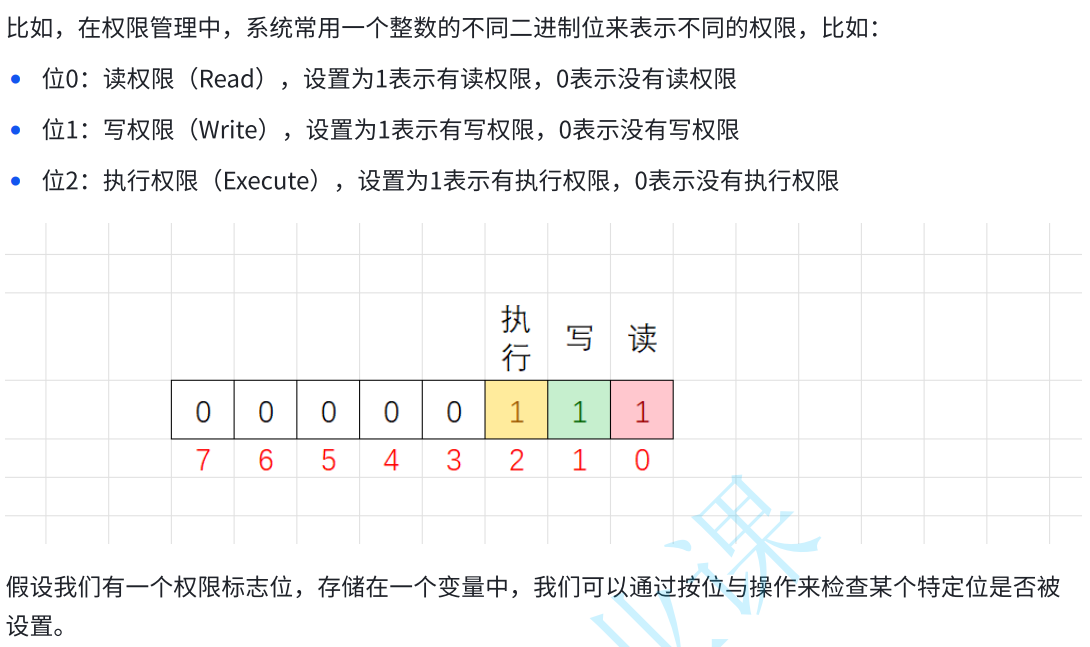 比如，在权限管理中，系统常用一个整数的不同二进制位来表示不同的权限，比如：
位0：读权限（Read），设置为1表示有读权限，0表示没有读权限
位1：写权限（Write），设置为1表示有写权限，0表示没有写权限
位2：执行权限（Execute），设置为1表示有执行权限，0表示没有执行权限
执行 写 读
0 0 0 0 0 1 1 1
7 6 5 4 3 2 1 0
假设我们有一个权限标志位，存储在一个变量中，我们可以通过按位与操作来检查某个特定位是否被
设置。
业课